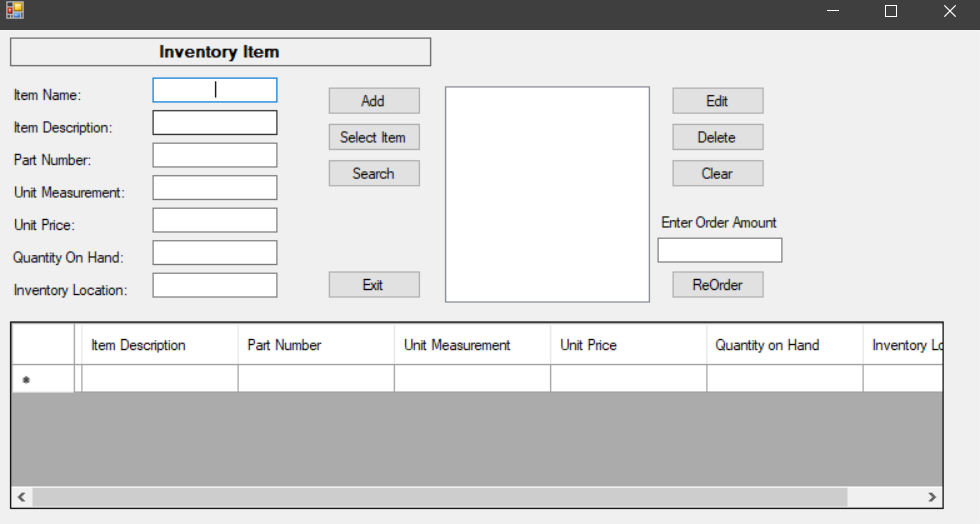 Inventory Item
Item Name:
Item Description:
Part Number:
Unit Measurement:
Unit Price:
Quantity On Hand:
Inventory Location:
Add
Select Item
Search
Exit
Edit
Delete
Clear
Enter Order Amount
ReOrder
Item Description Part Number Unit Measurement Unit Price Quantity on Hand Inventory Lo